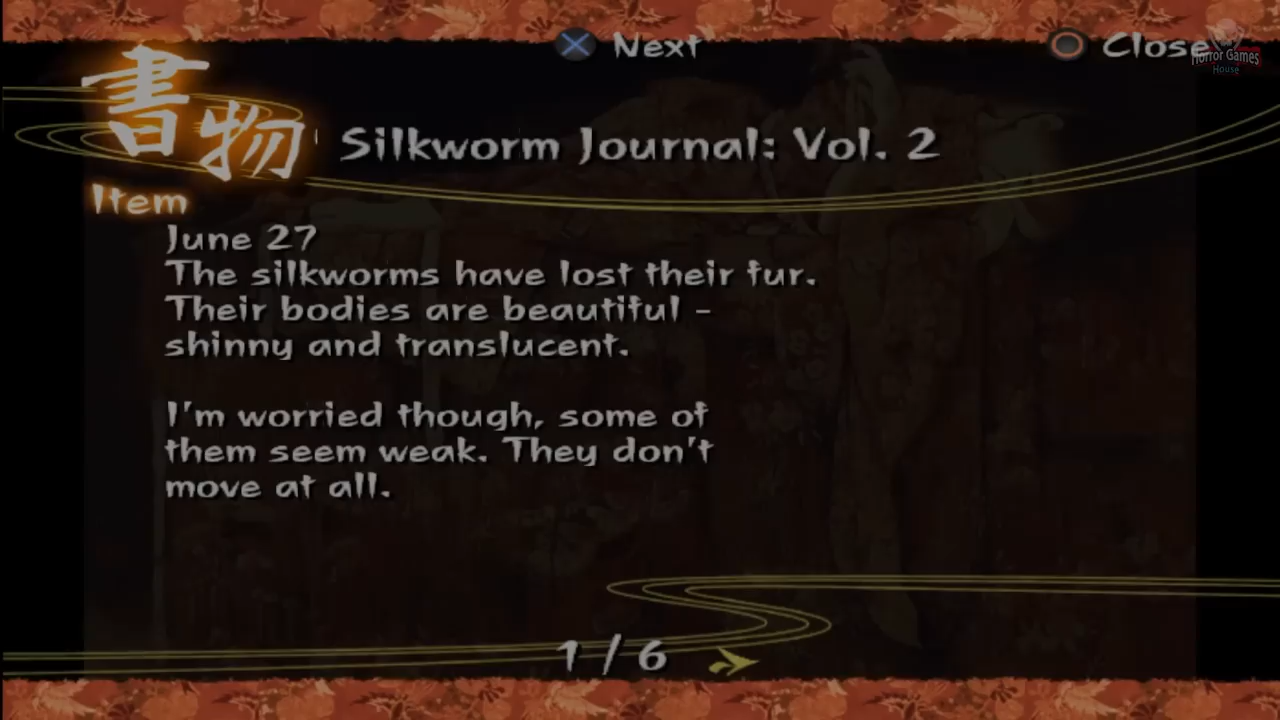 Next
Close
Horror Games
House
書物
Silkworm Journal: Vol. 2
Item
June 27
The silkworms have lost their fur.
Their bodies are beautiful -
shinny and translucent.
I'm worried though, some of
them seem weak. They don't
move at all.
1 / 6